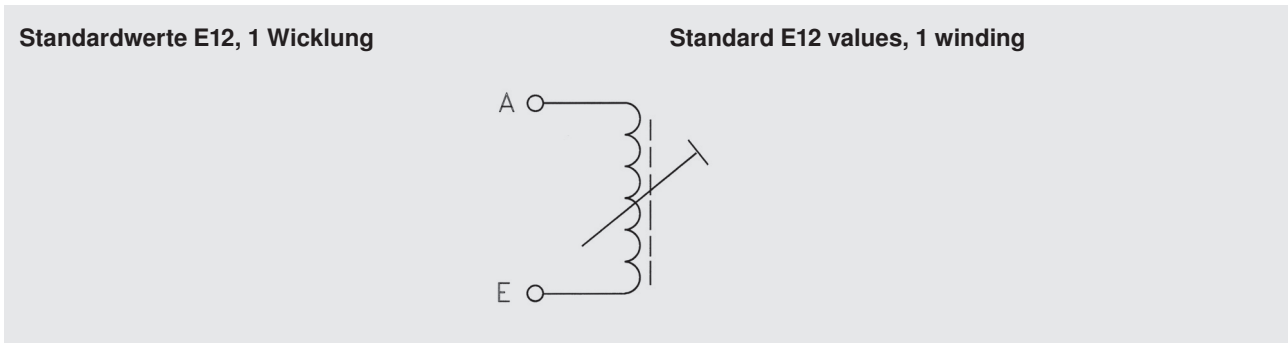 Standardwerte E12, 1 Wicklung
Standard E12 values, 1 winding
A
E